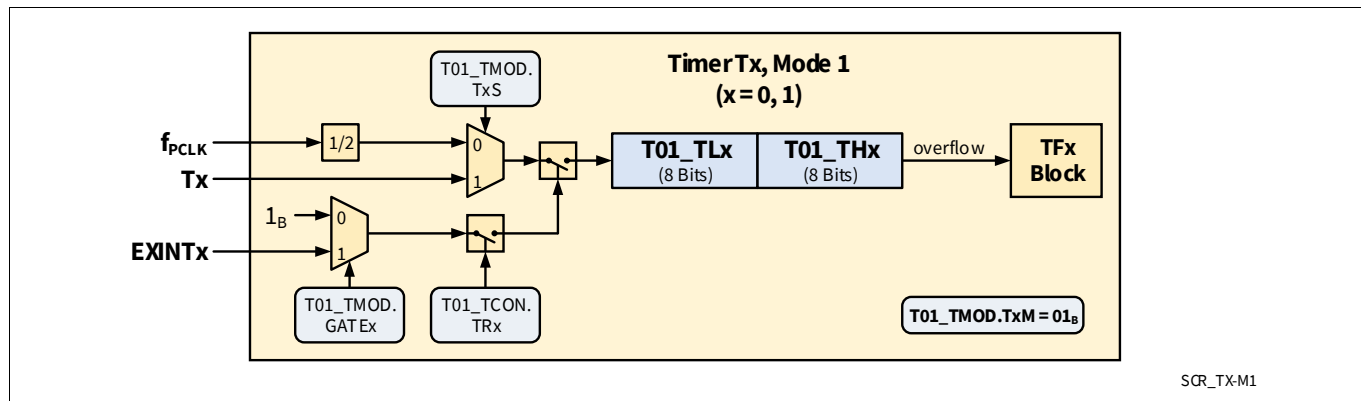 T01_TMOD.
TxS
Timer Tx, Mode 1
(x = 0, 1)
fPCLK
1/2
0
1
Tx
T01_TLx
(8 Bits)
T01_THx
(8 Bits)
overflow
TFx
Block
1B
0
1
EXINTx
T01_TMOD.
GATEx
T01_TCON.
TRx
T01_TMOD.TxM = 01B
SCR_TX-M1